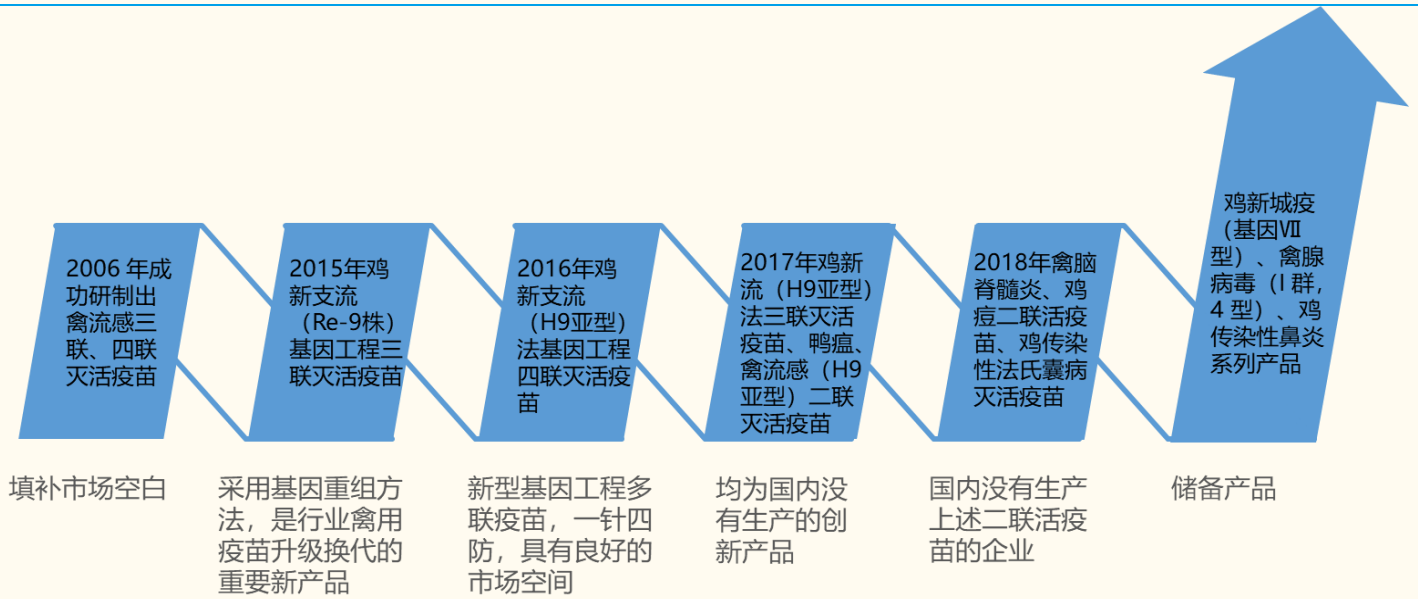 2006 年成
功研制出
禽流感三
联、四联
灭活疫苗
2015年鸡
新支流
（Re-9株）
基因工程三
联灭活疫苗
2016年鸡
新支流
（H9亚型）
法基因工程
四联灭活疫
苗
2017年鸡新
流（H9亚型）
法三联灭活
疫苗、鸭瘟、
禽流感（H9
亚型）二联
灭活疫苗
2018年禽脑
脊髓炎、鸡
痘二联活疫
苗、鸡传染
性法氏囊病
灭活疫苗
鸡新城疫
（基因Ⅶ
型）、禽腺
病毒（I 群,
4 型）、鸡
传染性鼻炎
系列产品
填补市场空白
采用基因重组方
法，是行业禽用
疫苗升级换代的
重要新产品
新型基因工程多
联疫苗，一针四
防，具有良好的
市场空间
均为国内没
有生产的创
新产品
国内没有生产
上述二联活疫
苗的企业
储备产品